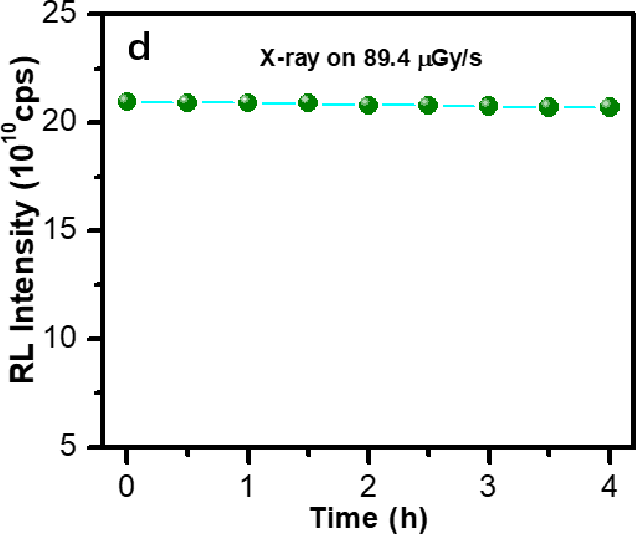 d
X-ray on 89.4 μGy/s
RL Intensity (10¹⁰cps)
25
20
15
10
5
0 1 2 3 4
Time (h)